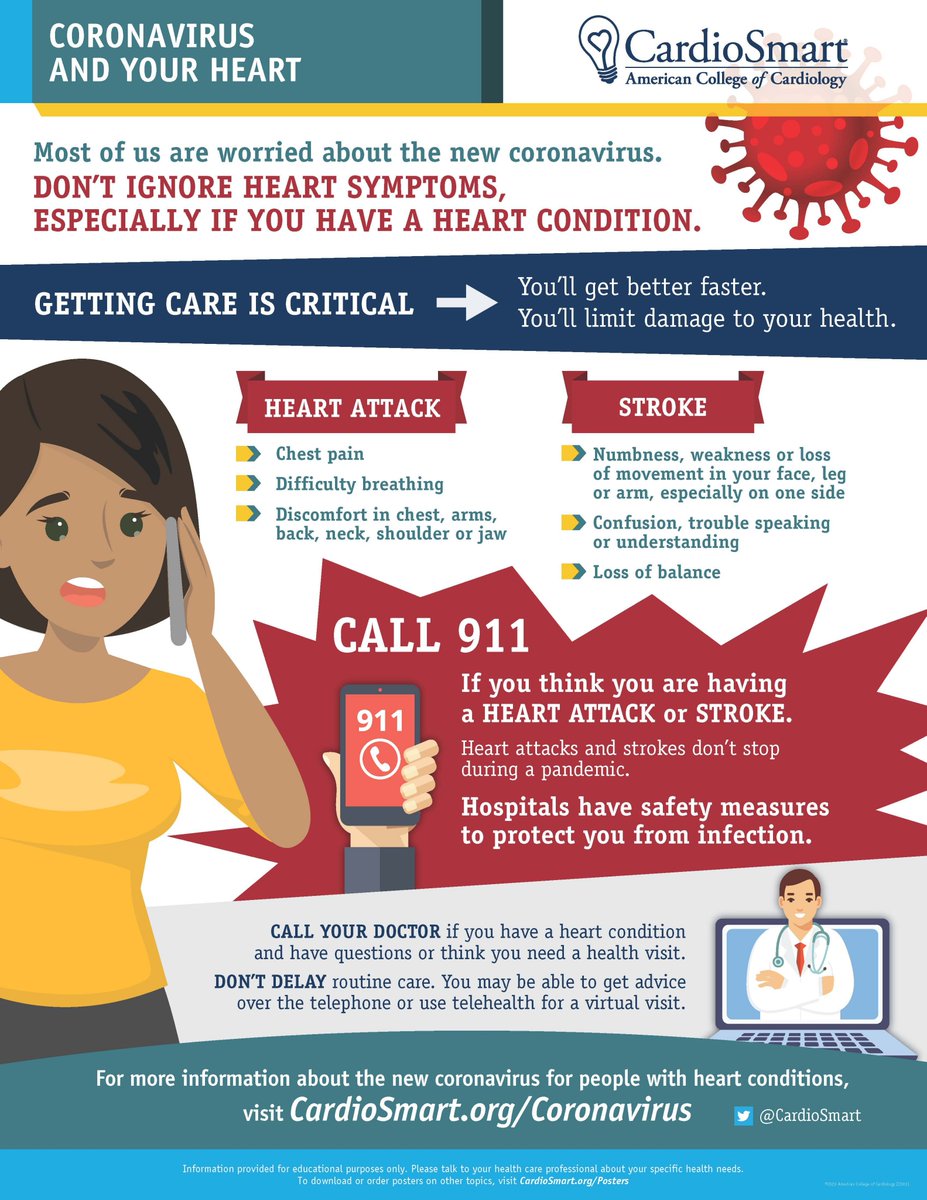 CORONAVIRUS
AND YOUR HEART
CardioSmart®
American College of Cardiology
Most of us are worried about the new coronavirus.
DON'T IGNORE HEART SYMPTOMS,
ESPECIALLY IF YOU HAVE A HEART CONDITION.
GETTING CARE IS CRITICAL
You'll get better faster.
You'll limit damage to your health.
HEART ATTACK
Chest pain
Difficulty breathing
Discomfort in chest, arms,
back, neck, shoulder or jaw
STROKE
Numbness, weakness or loss
of movement in your face, leg
or arm, especially on one side
Confusion, trouble speaking
or understanding
Loss of balance
CALL 911
911
If you think you are having
a HEART ATTACK or STROKE.
Heart attacks and strokes don't stop
during a pandemic.
Hospitals have safety measures
to protect you from infection.
CALL YOUR DOCTOR if you have a heart condition
and have questions or think you need a health visit.
DON'T DELAY routine care. You may be able to get advice
over the telephone or use telehealth for a virtual visit.
For more information about the new coronavirus for people with heart conditions,
visit CardioSmart.org/Coronavirus
@CardioSmart
Information provided for educational purposes only. Please talk to your health care professional about your specific health needs.
To download or order posters on other topics, visit CardioSmart.org/Posters
American College of Cardiology